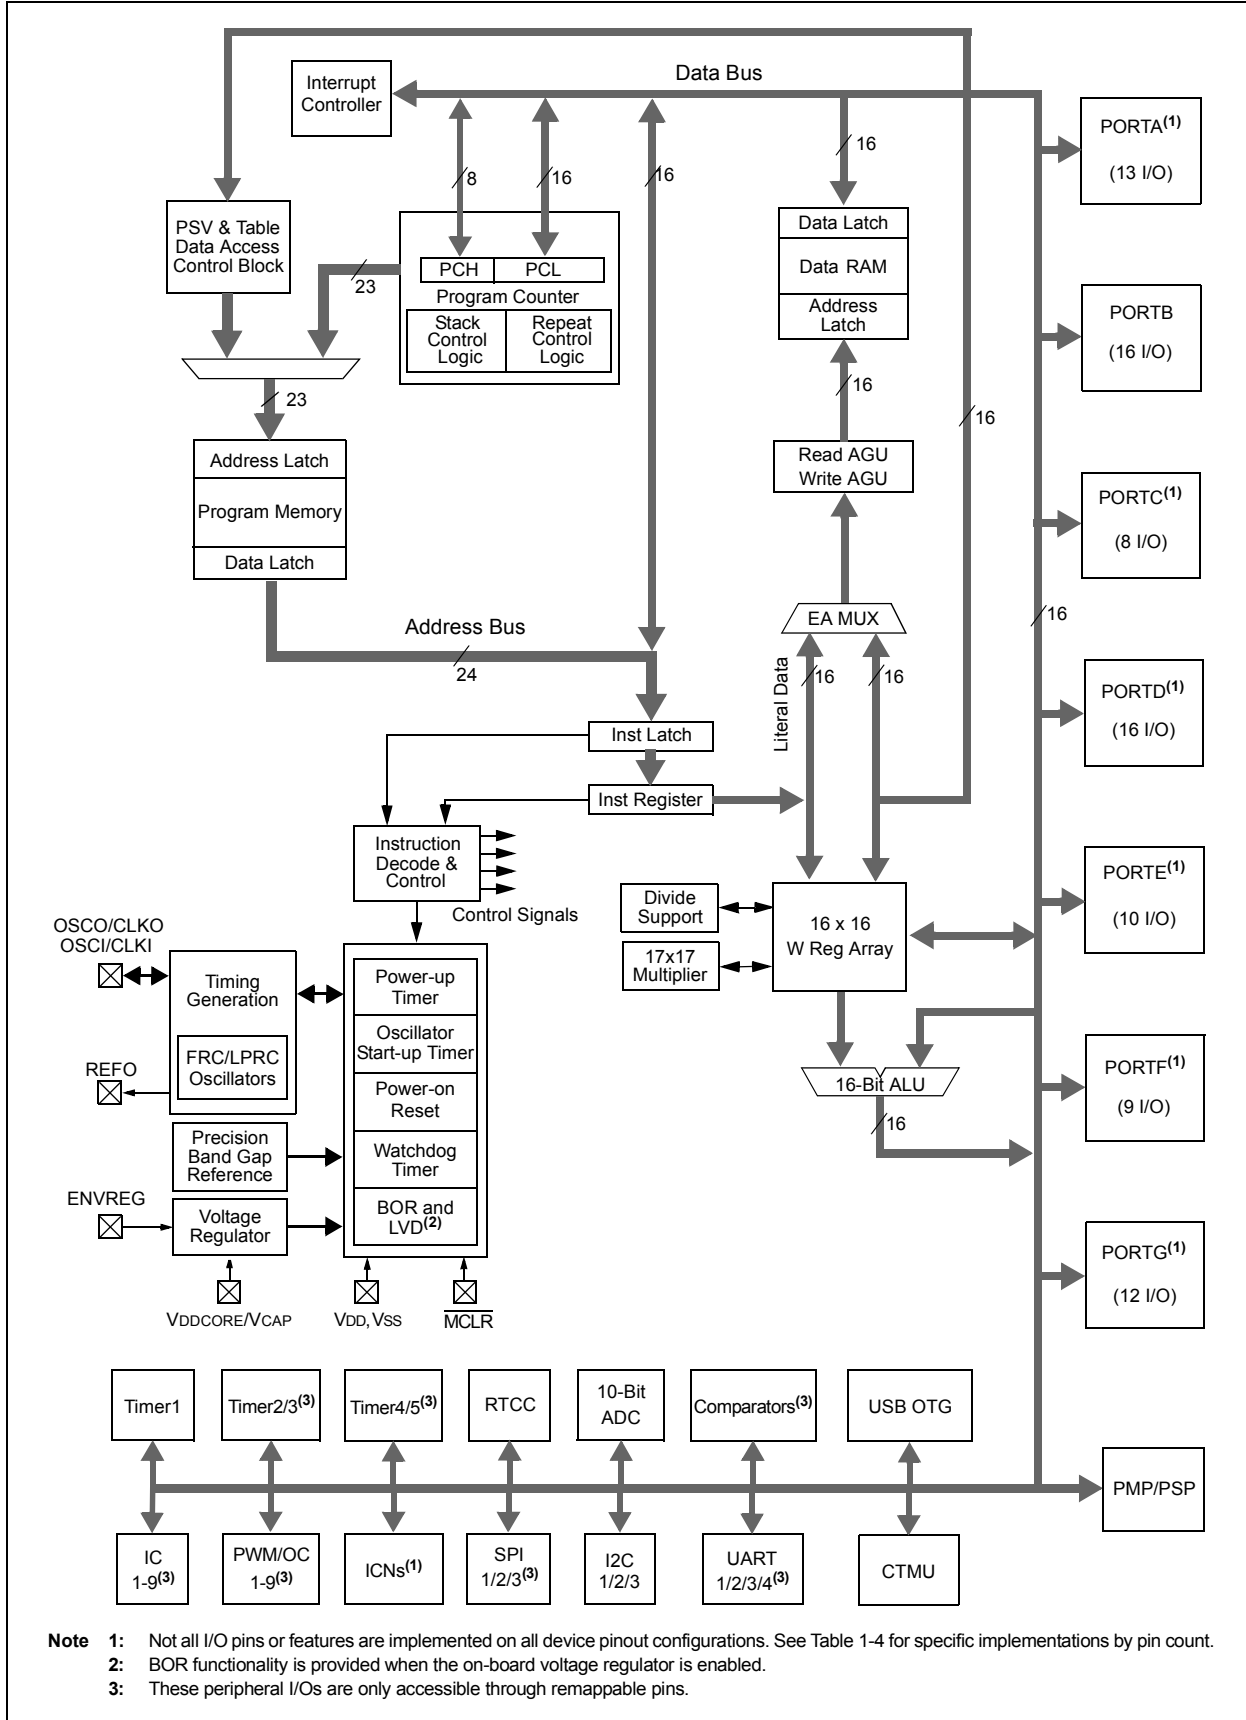 Data Bus
Interrupt
Controller
PORTA(1)
(13 I/O)
16
8
16
16
PSV & Table
Data Access
Control Block
Data Latch
Data RAM
Address
Latch
23
PCH
PCL
Program Counter
Stack
Control
Logic
Repeat
Control
Logic
PORTB
(16 I/O)
16
23
16
Address Latch
Program Memory
Data Latch
Read AGU
Write AGU
PORTC(1)
(8 I/O)
EA MUX
16
Address Bus
24
Literal Data
16
16
PORTD(1)
(16 I/O)
Inst Latch
Inst Register
Instruction
Decode &
Control
Control Signals
PORTE(1)
(10 I/O)
Divide
Support
17x17
Multiplier
16 x 16
W Reg Array
OSCO/CLKO
OSCI/CLKI
Timing
Generation
FRC/LPRC
Oscillators
REFO
Power-up
Timer
Oscillator
Start-up Timer
Power-on
Reset
Watchdog
Timer
BOR and
LVD(2)
16-Bit ALU
16
PORTF(1)
(9 I/O)
Precision
Band Gap
Reference
ENVREG
Voltage
Regulator
PORTG(1)
(12 I/O)
VDDCORE/VCAP
VDD, VSS
MCLR
Timer1
Timer2/3(3)
Timer4/5(3)
RTCC
10-Bit
ADC
Comparators(3)
USB OTG
PMP/PSP
IC
1-9(3)
PWM/OC
1-9(3)
ICNs(1)
SPI
1/2/3(3)
I2C
1/2/3
UART
1/2/3/4(3)
CTMU
Note 1: Not all I/O pins or features are implemented on all device pinout configurations. See Table 1-4 for specific implementations by pin count.
2: BOR functionality is provided when the on-board voltage regulator is enabled.
3: These peripheral I/Os are only accessible through remappable pins.